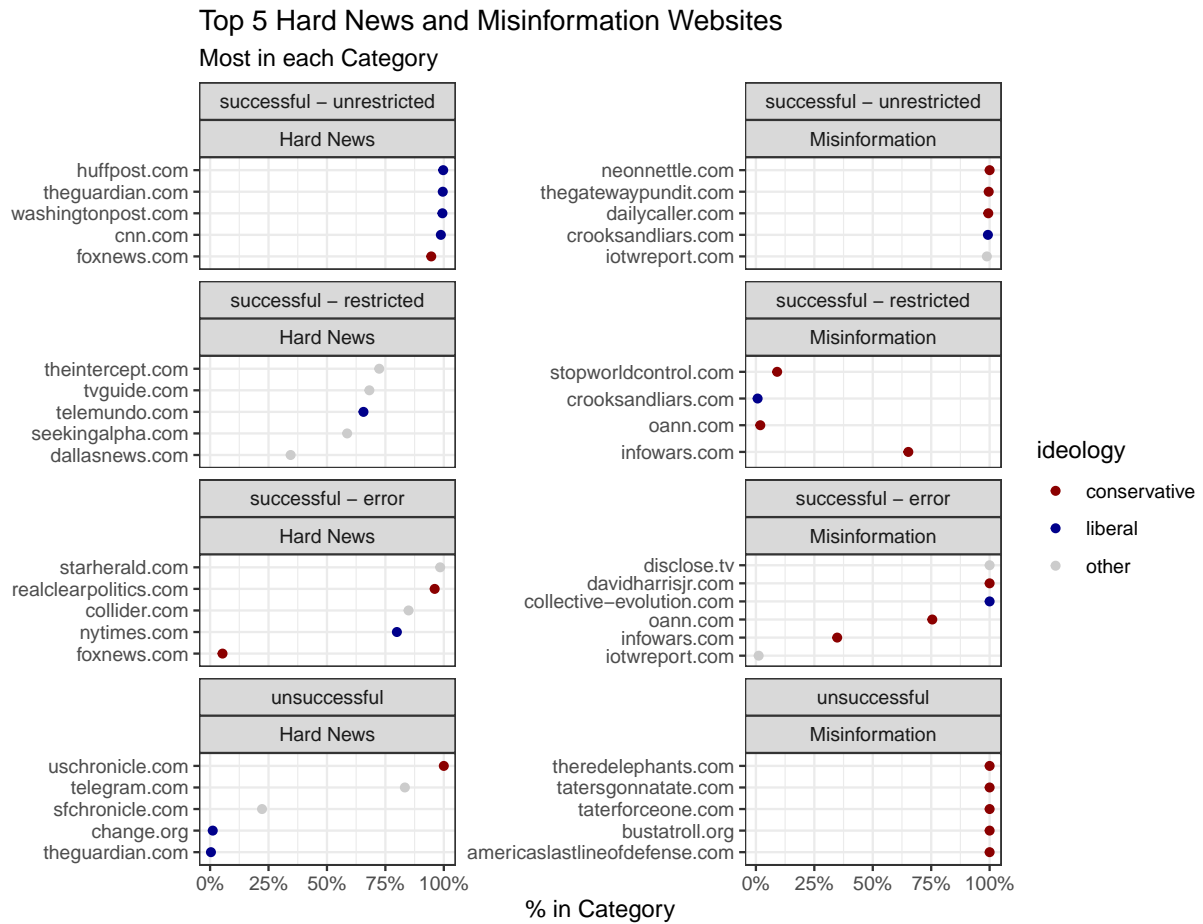 Top 5 Hard News and Misinformation Websites
Most in each Category
successful − unrestricted
Hard News
huffpost.com
theguardian.com
washingtonpost.com
cnn.com
foxnews.com
successful − unrestricted
Misinformation
neonnettle.com
thegatewaypundit.com
dailycaller.com
crooksandliars.com
iotwreport.com
successful − restricted
Hard News
theintercept.com
tvguide.com
telemundo.com
seekingalpha.com
dallasnews.com
successful − restricted
Misinformation
stopworldcontrol.com
crooksandliars.com
oann.com
infowars.com
successful − error
Hard News
starherald.com
realclearpolitics.com
collider.com
nytimes.com
foxnews.com
successful − error
Misinformation
disclose.tv
davidharrisjr.com
collective−evolution.com
oann.com
infowars.com
iotwreport.com
unsuccessful
Hard News
uschronicle.com
telegram.com
sfchronicle.com
change.org
theguardian.com
0% 25% 50% 75% 100%
unsuccessful
Misinformation
theredelephants.com
tatersgonnatate.com
taterforceone.com
bustatroll.org
americaslastlineofdefense.com
0% 25% 50% 75% 100%
% in Category
ideology
conservative
liberal
other